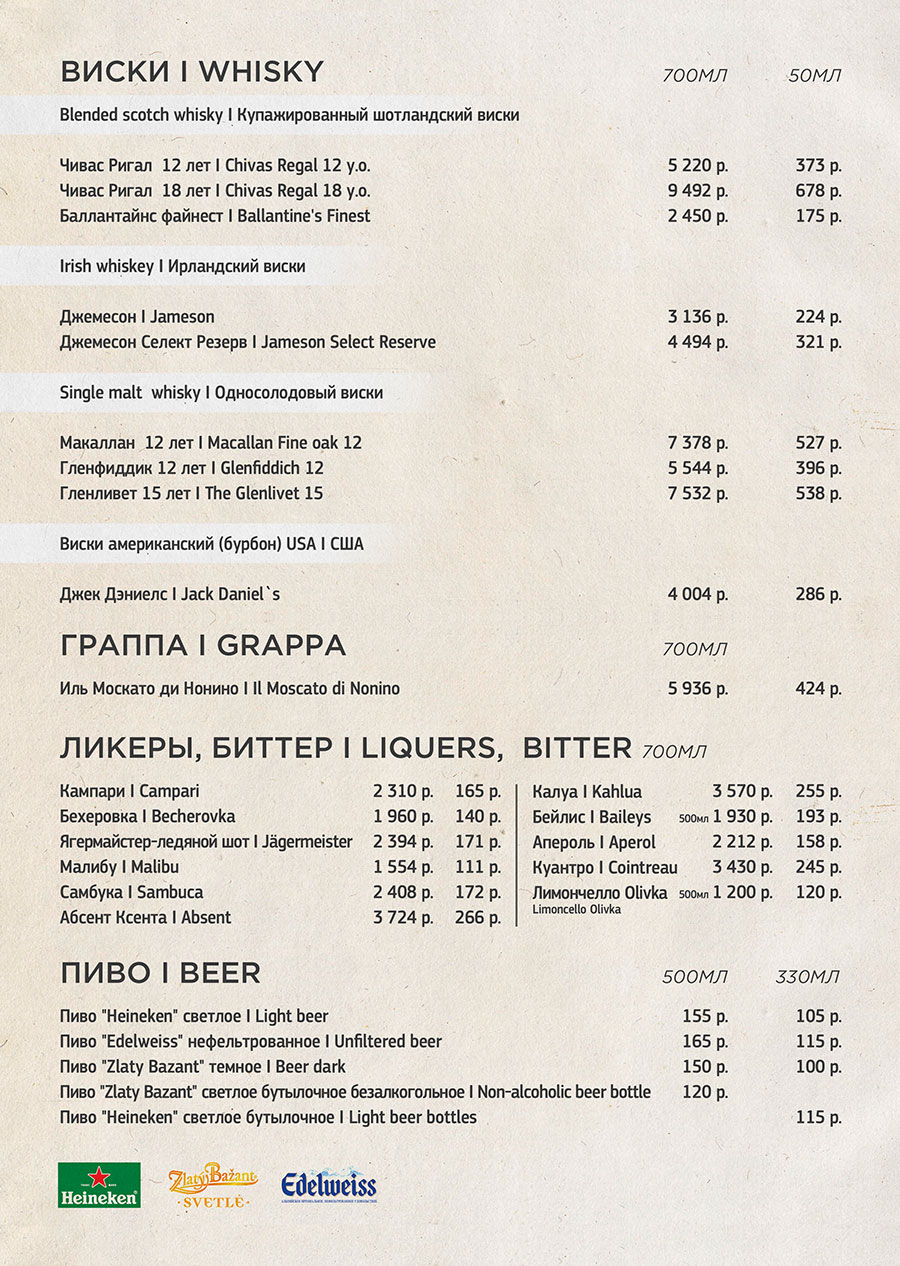 ВИСКИ I WHISKY 700МЛ 50МЛ
Blended scotch whisky I Купажированный шотландский виски
Чивас Ригал 12 лет I Chivas Regal 12 y.o. 5 220 р. 373 р.
Чивас Ригал 18 лет I Chivas Regal 18 y.o. 9 492 р. 678 р.
Баллантайнс файнест I Ballantine's Finest 2 450 р. 175 р.
Irish whiskey I Ирландский виски
Джемесон I Jameson 3 136 р. 224 р.
Джемесон Селект Резерв I Jameson Select Reserve 4 494 р. 321 р.
Single malt whisky I Односолодовый виски
Макаллан 12 лет I Macallan Fine oak 12 7 378 р. 527 р.
Гленфиддик 12 лет I Glenfiddich 12 5 544 р. 396 р.
Гленливет 15 лет I The Glenlivet 15 7 532 р. 538 р.
Виски американский (бурбон) USA I США
Джек Дэниелс I Jack Daniel`s 4 004 р. 286 р.
ГРАППА I GRAPPA 700МЛ
Иль Москато ди Нонино I Il Moscato di Nonino 5 936 р. 424 р.
ЛИКЕРЫ, БИТТЕР I LIQUERS, BITTER 700МЛ
Кампари I Campari 2 310 р. 165 р.
Бехеровка I Becherovka 1 960 р. 140 р.
Ягермайстер-ледяной шот I Jägermeister 2 394 р. 171 р.
Малибу I Malibu 1 554 р. 111 р.
Самбука I Sambuca 2 408 р. 172 р.
Абсент Ксента I Absent 3 724 р. 266 р.
Калуа I Kahlua 3 570 р. 255 р.
Бейлис I Baileys 500мл 1 930 р. 193 р.
Апероль I Aperol 2 212 р. 158 р.
Куантро I Cointreau 3 430 р. 245 р.
Лимончелло Olivka 500мл 1 200 р. 120 р.
Limoncello Olivka
ПИВО I BEER 500МЛ 330МЛ
Пиво "Heineken" светлое I Light beer 155 р. 105 р.
Пиво "Edelweiss" нефельтрованное I Unfiltered beer 165 р. 115 р.
Пиво "Zlaty Bazant" темное I Beer dark 150 р. 100 р.
Пиво "Zlaty Bazant" светлое бутылочное безалкогольное I Non-alcoholic beer bottle 120 р.
Пиво "Heineken" светлое бутылочное I Light beer bottles 115 р.
Heineken
Zlatý Bažant
SVETLÉ
Edelweiss